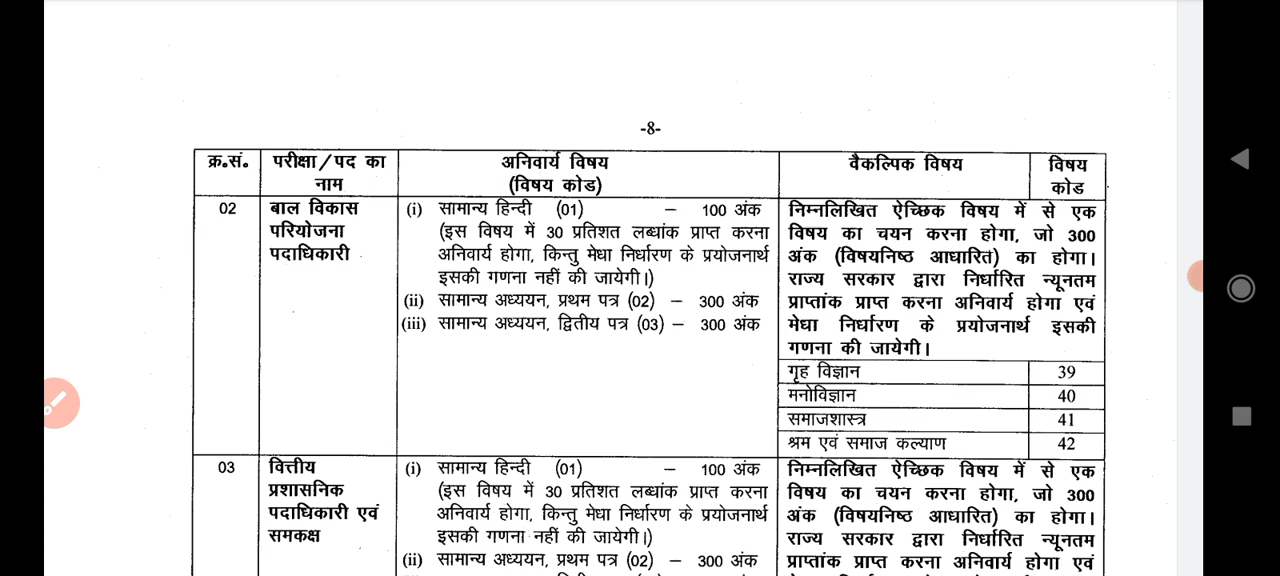 -8-
क्र.सं. परीक्षा/पद का नाम अनिवार्य विषय (विषय कोड) वैकल्पिक विषय विषय कोड
02 बाल विकास परियोजना पदाधिकारी
(i) सामान्य हिन्दी (01) – 100 अंक
(इस विषय में 30 प्रतिशत लब्धांक प्राप्त करना
अनिवार्य होगा, किन्तु मेधा निर्धारण के प्रयोजनार्थ
इसकी गणना नहीं की जायेगी।)
(ii) सामान्य अध्ययन, प्रथम पत्र (02) – 300 अंक
(iii) सामान्य अध्ययन, द्वितीय पत्र (03) – 300 अंक
निम्नलिखित ऐच्छिक विषय में से एक
विषय का चयन करना होगा, जो 300
अंक (विषयनिष्ठ आधारित) का होगा।
राज्य सरकार द्वारा निर्धारित न्यूनतम
प्राप्तांक प्राप्त करना अनिवार्य होगा एवं
मेधा निर्धारण के प्रयोजनार्थ इसकी
गणना की जायेगी।
गृह विज्ञान 39
मनोविज्ञान 40
समाजशास्त्र 41
श्रम एवं समाज कल्याण 42
03 वित्तीय प्रशासनिक पदाधिकारी एवं समकक्ष
(i) सामान्य हिन्दी (01) – 100 अंक
(इस विषय में 30 प्रतिशत लब्धांक प्राप्त करना
अनिवार्य होगा, किन्तु मेधा निर्धारण के प्रयोजनार्थ
इसकी गणना नहीं की जायेगी।)
(ii) सामान्य अध्ययन, प्रथम पत्र (02) – 300 अंक
निम्नलिखित ऐच्छिक विषय में से एक
विषय का चयन करना होगा, जो 300
अंक (विषयनिष्ठ आधारित) का होगा।
राज्य सरकार द्वारा निर्धारित न्यूनतम
प्राप्तांक प्राप्त करना अनिवार्य होगा एवं